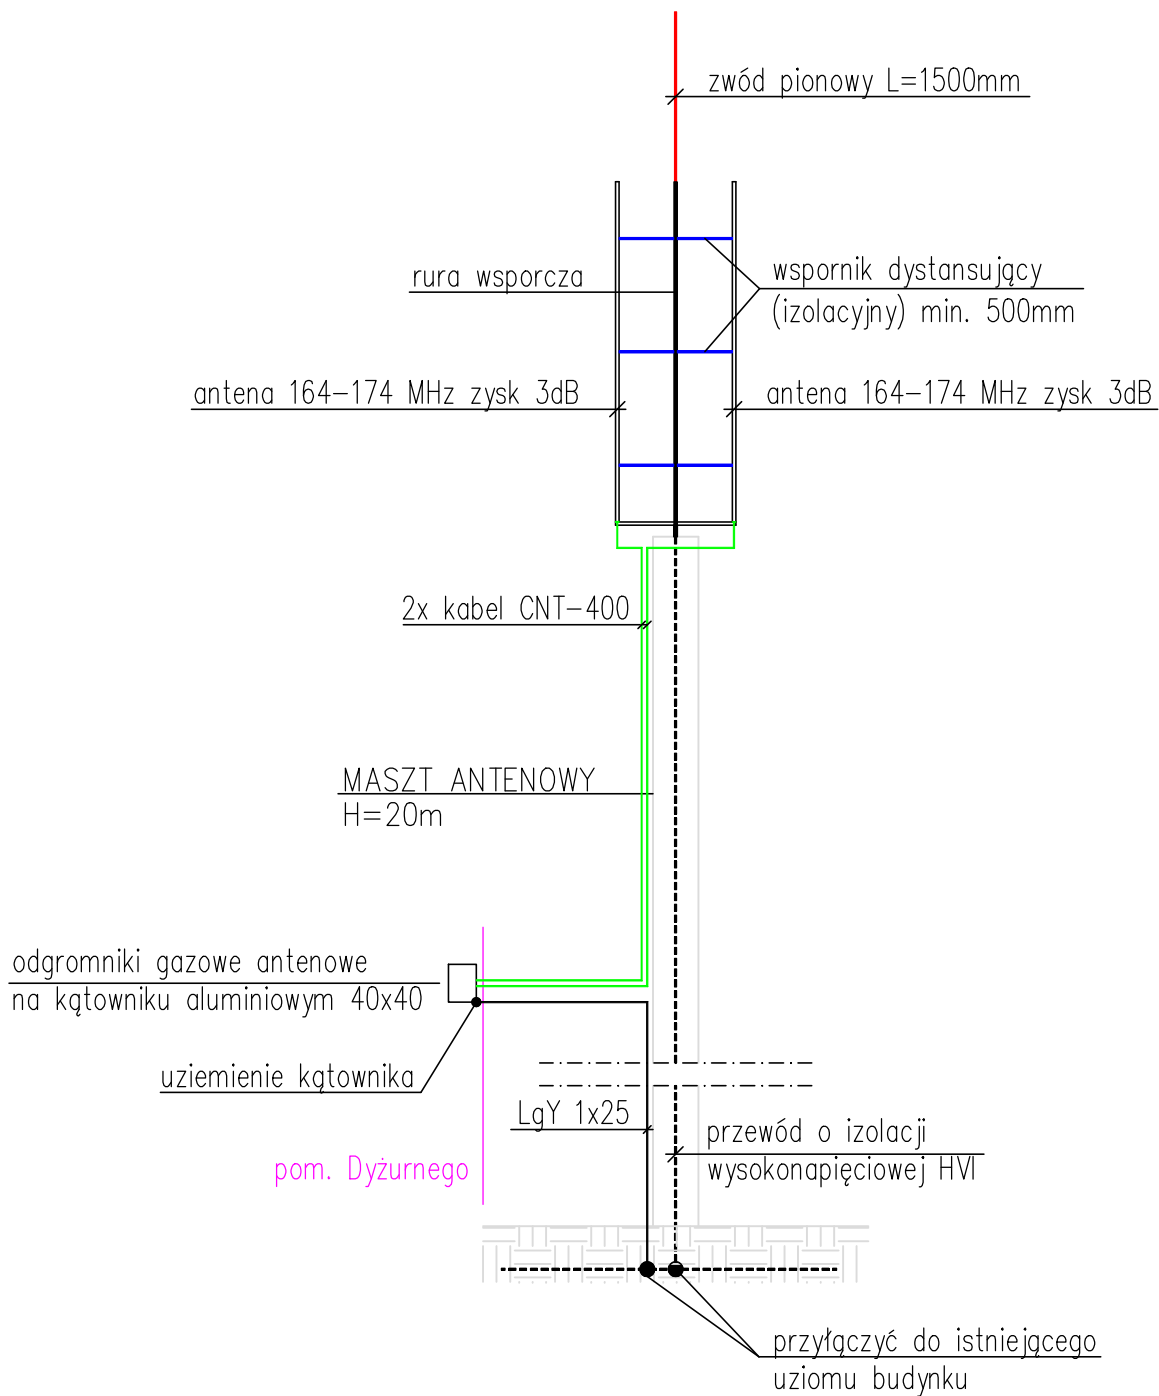 zwód pionowy L=1500mm
rura wsporcza
wspornik dystansujący
(izolacyjny) min. 500mm
antena 164-174 MHz zysk 3dB
antena 164-174 MHz zysk 3dB
2x kabel CNT-400
MASZT ANTENOWY
H=20m
odgromniki gazowe antenowe
na kątowniku aluminiowym 40x40
uziemienie kątownika
LgY 1x25
przewód o izolacji
wysokonapięciowej HVI
pom. Dyżurnego
przyłączyć do istniejącego
uziomu budynku